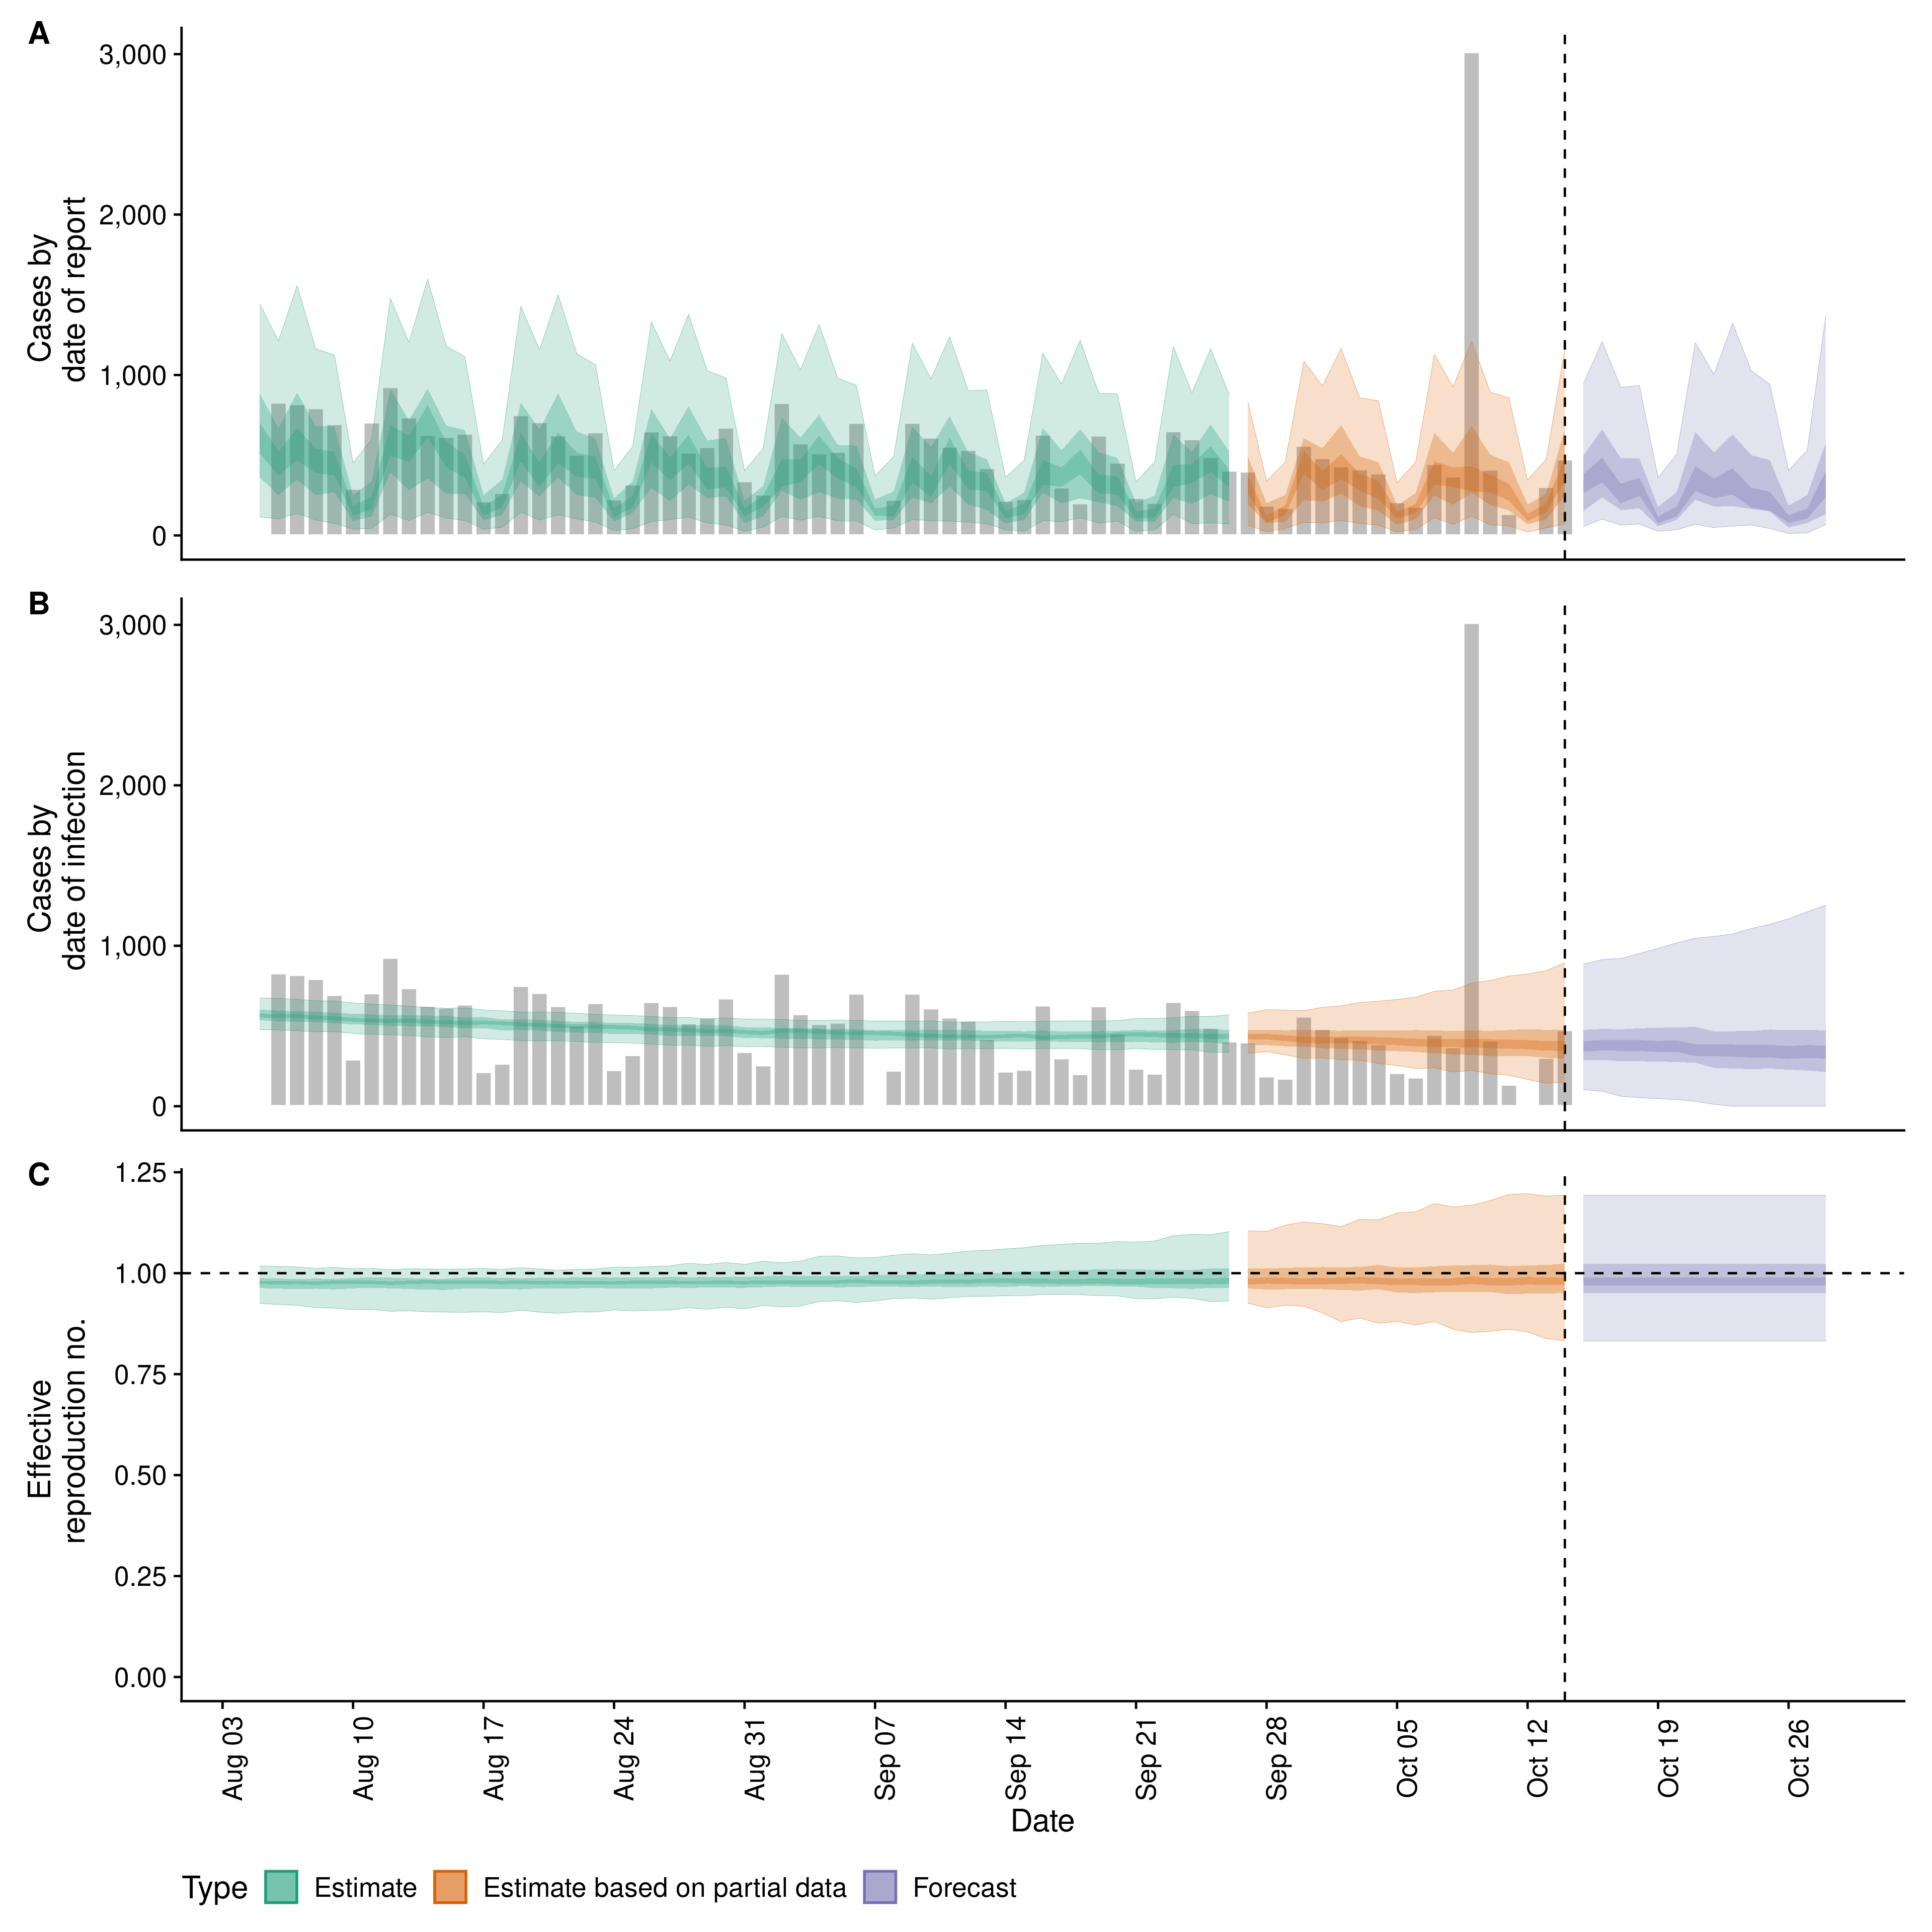 A
3,000
2,000
1,000
0
Cases by
date of report
B
3,000
2,000
1,000
0
Cases by
date of infection
C
1.25
1.00
0.75
0.50
0.25
0.00
Effective
reproduction no.
Aug 03
Aug 10
Aug 17
Aug 24
Aug 31
Sep 07
Sep 14
Sep 21
Sep 28
Oct 05
Oct 12
Oct 19
Oct 26
Date
Type Estimate Estimate based on partial data Forecast